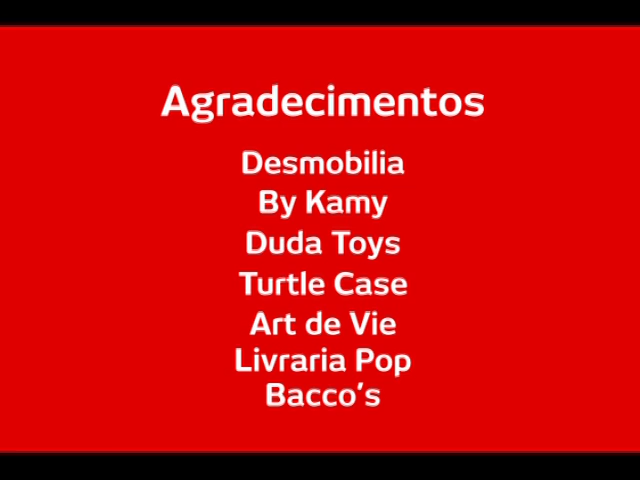 Agradecimentos
Desmobilia
By Kamy
Duda Toys
Turtle Case
Art de Vie
Livraria Pop
Bacco's